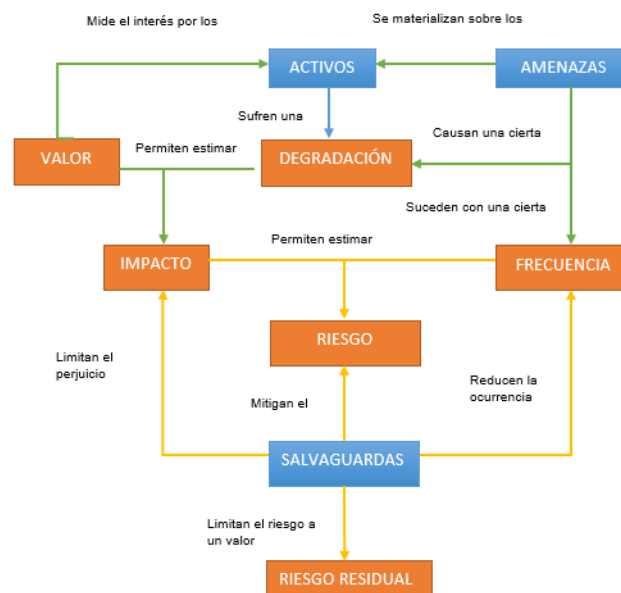 Mide el interés por los
Se materializan sobre los
ACTIVOS
AMENAZAS
Sufren una
Causan una cierta
VALOR
Permiten estimar
DEGRADACIÓN
Suceden con una cierta
Permiten estimar
IMPACTO
FRECUENCIA
RIESGO
Limitan el
perjuicio
Reducen la
ocurrencia
Mitigan el
SALVAGUARDAS
Limitan el riesgo a
un valor
RIESGO RESIDUAL